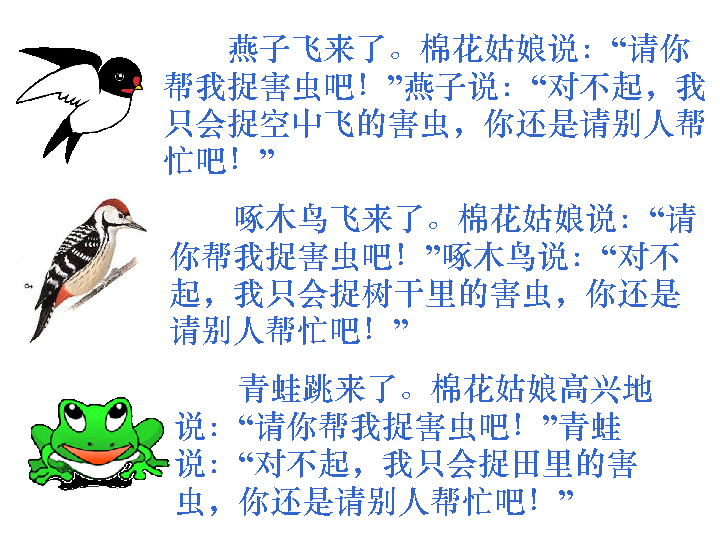 燕子飞来了。棉花姑娘说：“请你
帮我捉害虫吧！”燕子说：“对不起，我
只会捉空中飞的害虫，你还是请别人帮
忙吧！”
啄木鸟飞来了。棉花姑娘说：“请
你帮我捉害虫吧！”啄木鸟说：“对不
起，我只会捉树干里的害虫，你还是
请别人帮忙吧！”
青蛙跳来了。棉花姑娘高兴地
说：“请你帮我捉害虫吧！”青蛙
说：“对不起，我只会捉田里的害
虫，你还是请别人帮忙吧！”